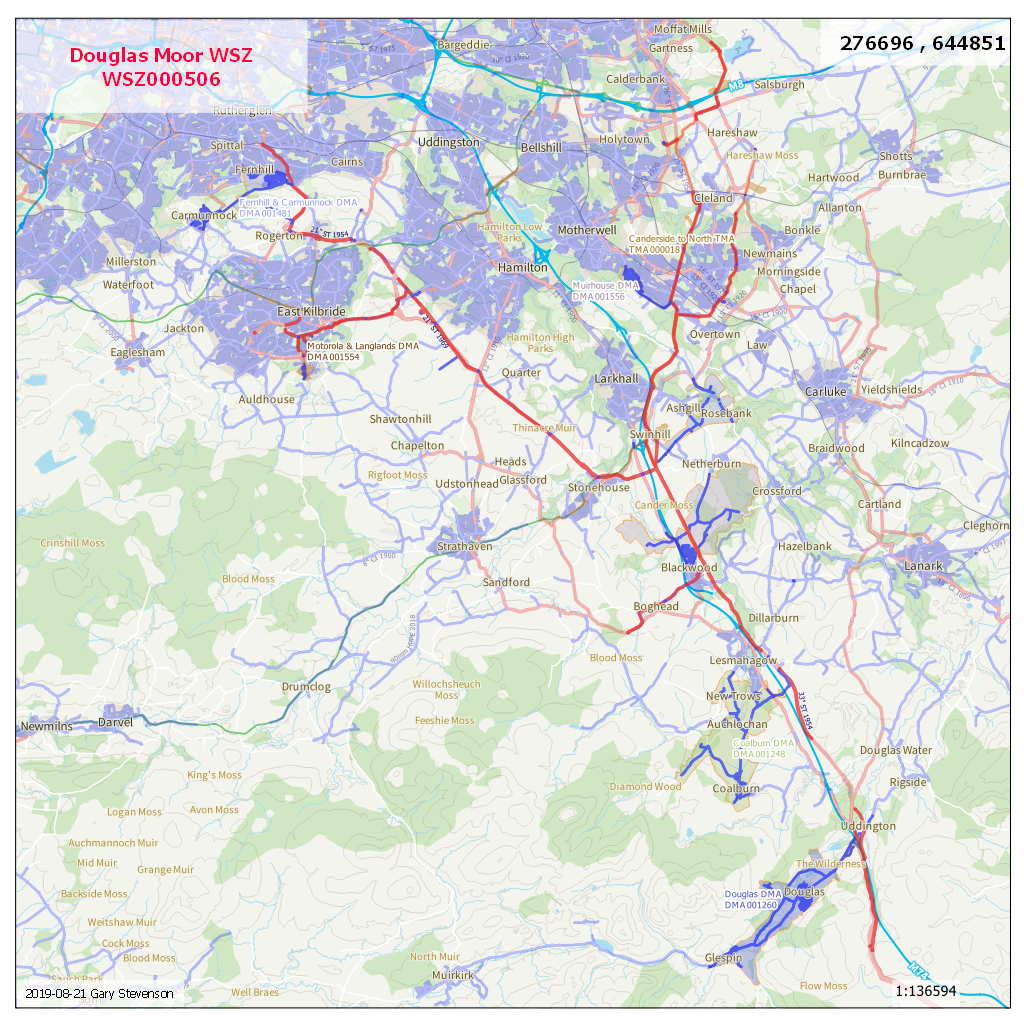 Douglas Moor WSZ
WSZ000506
276696 , 644851
Moffat Mills
Gartness
Bargeddie
Calderbank
M8
Salsburgh
Rutherglen
Holytown
Hareshaw
Hareshaw Moss
Spittal
Cairns
Uddingston
Bellshill
Shotts
Burnbrae
Fernhill
Hartwood
Fernhill & Carmunnock DMA
DMA 001481
Cleland
Allanton
Carmunnock
21" ST 1954
Rogerton
Hamilton Low
Parks
Motherwell
Canderside to North TMA
TMA 000018
Bonkle
Newmains
Millerston
Waterfoot
Hamilton
Morningside
Chapel
Muirhouse DMA
DMA 001556
East Kilbride
Jackton
21" ST 1969
Overtown
Law
Eaglesham
Motorola & Langlands DMA
DMA 001554
Hamilton High
Parks
Quarter
Larkhall
Carluke
Yieldshields
Auldhouse
Ashgill
Rosebank
Shawtonhill
Thinacre Muir
Swinhill
Chapelton
Braidwood
Kilncadzow
Heads
Netherburn
Rigfoot Moss
Udstonhead
Glassford
Stonehouse
Crossford
Cander Moss
Cartland
Cleghorn
Crinshill Moss
Strathaven
Hazelbank
8" CI 1900
Blackwood
Lanark
Blood Moss
Sandford
Boghead
Dillarburn
90mm HPPE 2018
Blood Moss
Lesmahagow
Willochsheuch
Moss
Drumclog
New Trows
33" ST 1954
Feeshie Moss
Newmilns
Darvel
Auchlochan
Coalburn DMA
DMA 001248
Douglas Water
King's Moss
Diamond Wood
Coalburn
Rigside
Logan Moss
Avon Moss
Uddington
Auchmannoch Muir
Mid Muir
Grange Muir
The Wilderness
Backside Moss
Douglas DMA
DMA 001260
Douglas
Weitshaw Muir
Cock Moss
Blood Moss
North Muir
Glespin
Muirkirk
M74
Flow Moss
Well Braes
2019-08-21 Gary Stevenson
1:136594